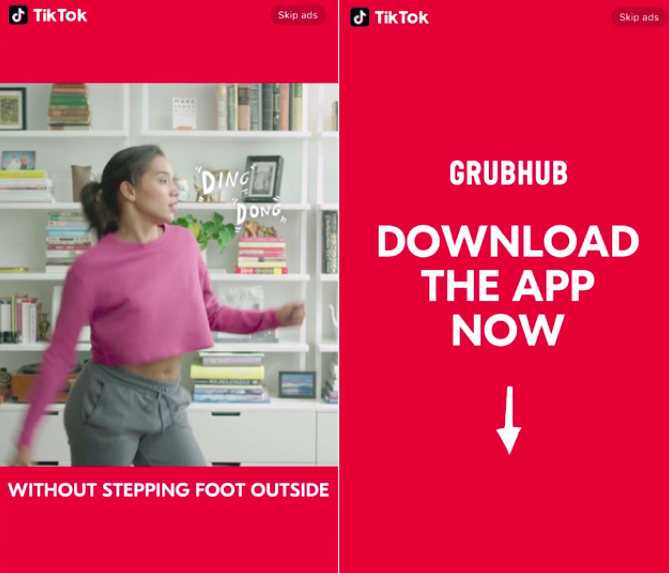 TikTok
Skip ads
"DING
DONG"
WITHOUT STEPPING FOOT OUTSIDE
TikTok
Skip ads
GRUBHUB
DOWNLOAD
THE APP
NOW